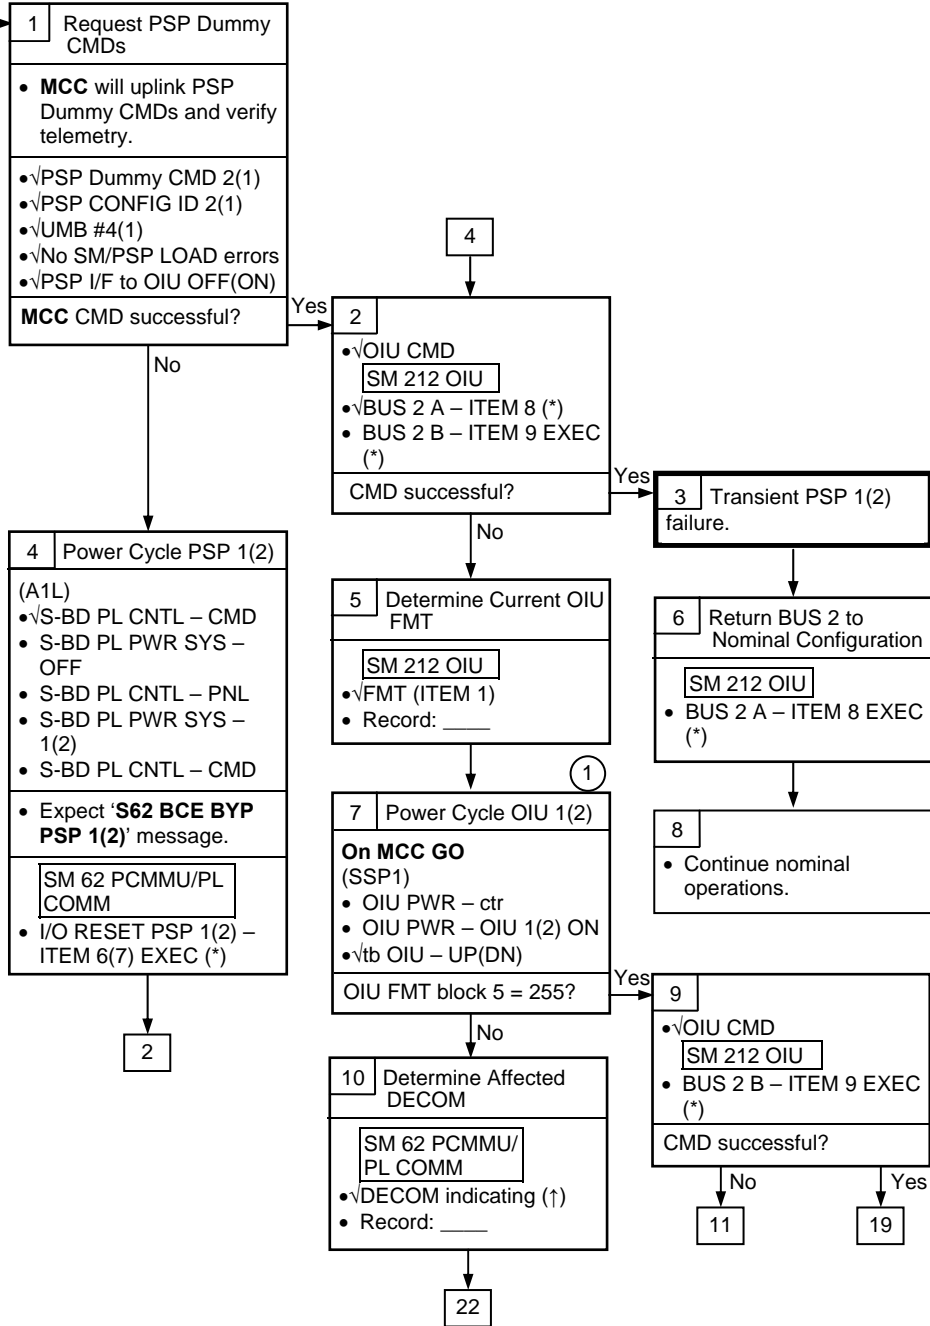 1 Request PSP Dummy
CMDs
• MCC will uplink PSP
Dummy CMDs and verify
telemetry.
•√PSP Dummy CMD 2(1)
•√PSP CONFIG ID 2(1)
•√UMB #4(1)
•√No SM/PSP LOAD errors
•√PSP I/F to OIU OFF(ON)
MCC CMD successful?
Yes
No
4
2
•√OIU CMD
SM 212 OIU
•√BUS 2 A – ITEM 8 (*)
• BUS 2 B – ITEM 9 EXEC
(*)
CMD successful?
Yes
No
3 Transient PSP 1(2)
failure.
4 Power Cycle PSP 1(2)
(A1L)
•√S-BD PL CNTL – CMD
• S-BD PL PWR SYS –
OFF
• S-BD PL CNTL – PNL
• S-BD PL PWR SYS –
1(2)
• S-BD PL CNTL – CMD
• Expect ‘S62 BCE BYP
PSP 1(2)’ message.
SM 62 PCMMU/PL
COMM
• I/O RESET PSP 1(2) –
ITEM 6(7) EXEC (*)
2
5 Determine Current OIU
FMT
SM 212 OIU
•√FMT (ITEM 1)
• Record: ____
6 Return BUS 2 to
Nominal Configuration
SM 212 OIU
• BUS 2 A – ITEM 8 EXEC
(*)
1
7 Power Cycle OIU 1(2)
On MCC GO
(SSP1)
• OIU PWR – ctr
• OIU PWR – OIU 1(2) ON
•√tb OIU – UP(DN)
OIU FMT block 5 = 255?
Yes
No
8
• Continue nominal
operations.
9
•√OIU CMD
SM 212 OIU
• BUS 2 B – ITEM 9 EXEC
(*)
CMD successful?
No
Yes
11
19
10 Determine Affected
DECOM
SM 62 PCMMU/
PL COMM
•√DECOM indicating (↑)
• Record: ____
22